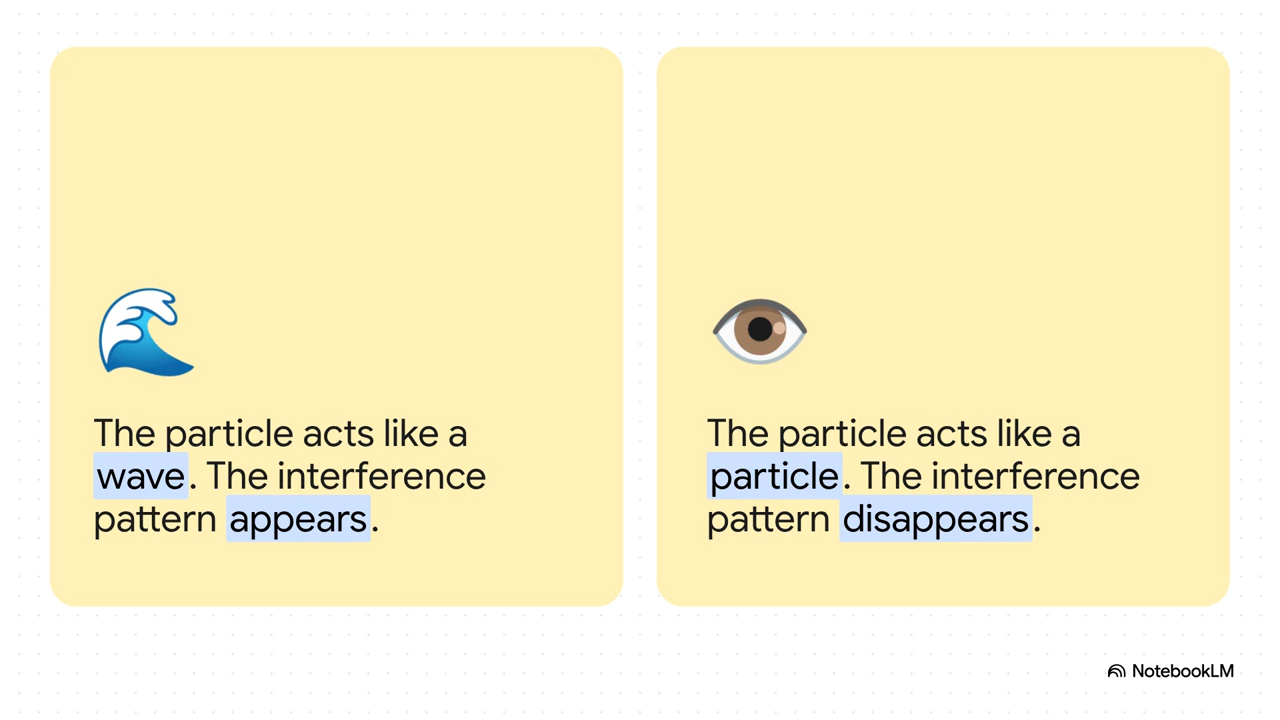 The particle acts like a
wave. The interference
pattern appears.
The particle acts like a
particle. The interference
pattern disappears.
NotebookLM